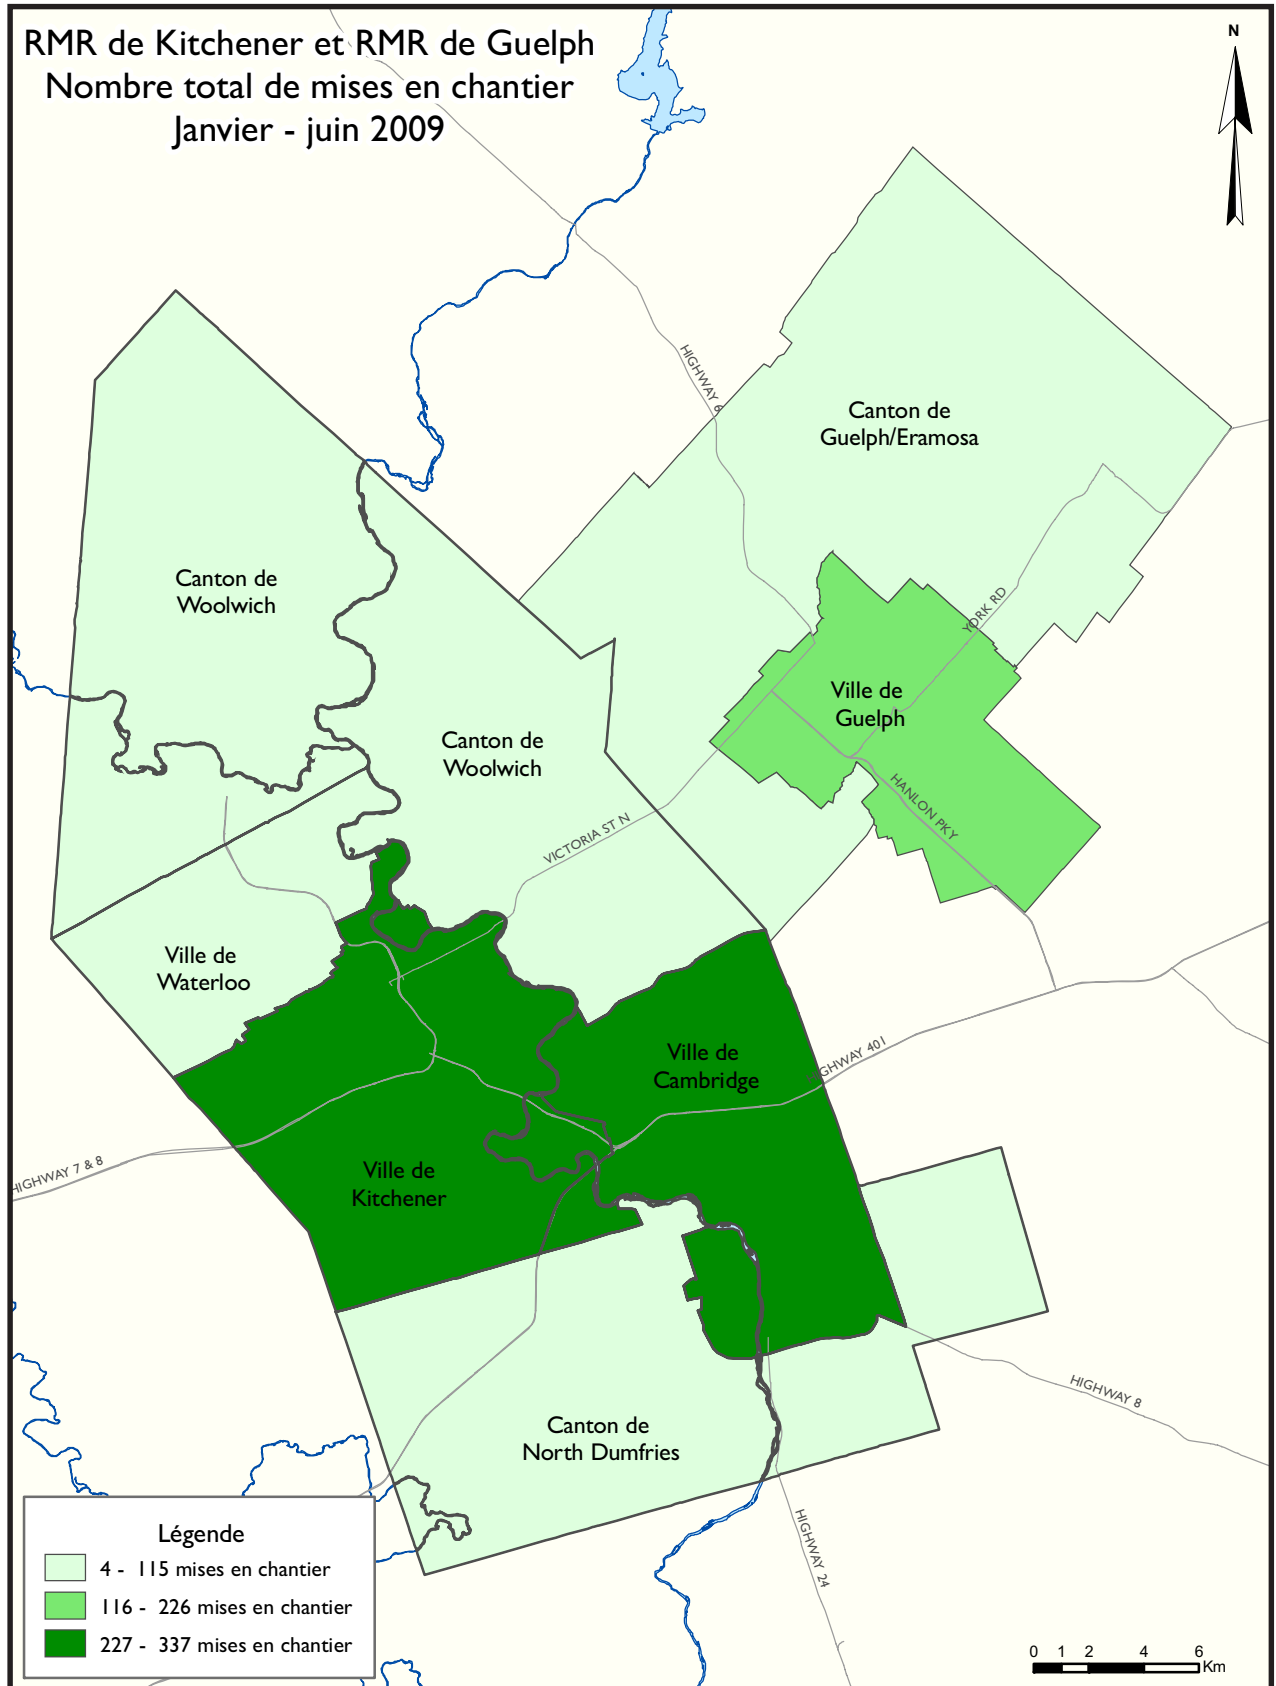 RMR de Kitchener et RMR de Guelph
Nombre total de mises en chantier
Janvier - juin 2009
N
HIGHWAY 6
Canton de
Guelph/Eramosa
Canton de
Woolwich
YORK RD
Ville de
Guelph
Canton de
Woolwich
HANLON PKY
VICTORIA ST N
Ville de
Waterloo
Ville de
Cambridge
HIGHWAY 401
HIGHWAY 7 & 8
Ville de
Kitchener
HIGHWAY 8
Canton de
North Dumfries
HIGHWAY 24
Légende
4 - 115 mises en chantier
116 - 226 mises en chantier
227 - 337 mises en chantier
0 1 2 4 6
Km